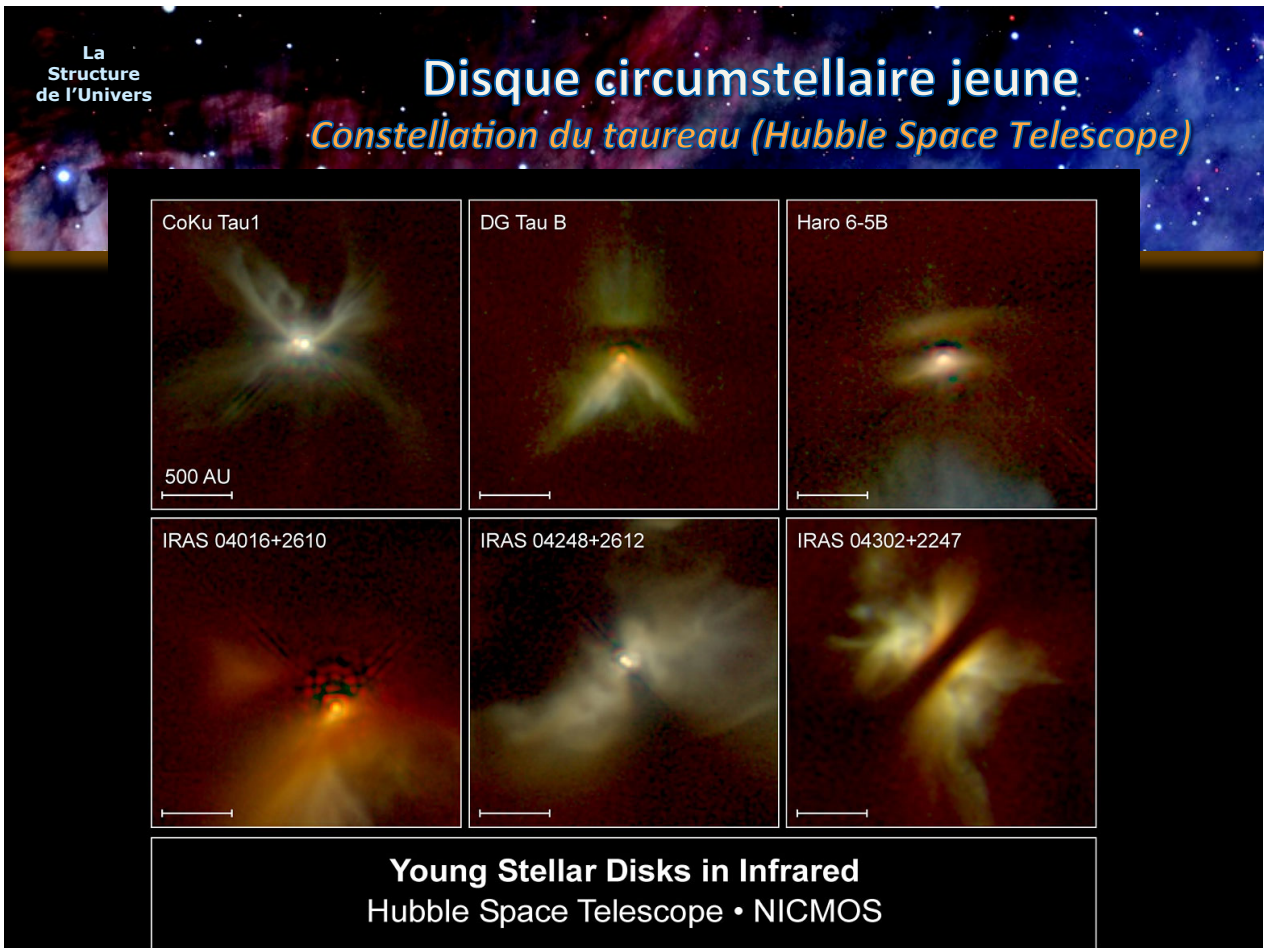 La
Structure
de l'Univers
Disque circumstellaire jeune
Constellation du taureau (Hubble Space Telescope)
CoKu Tau1
DG Tau B
Haro 6-5B
500 AU
IRAS 04016+2610
IRAS 04248+2612
IRAS 04302+2247
Young Stellar Disks in Infrared
Hubble Space Telescope • NICMOS